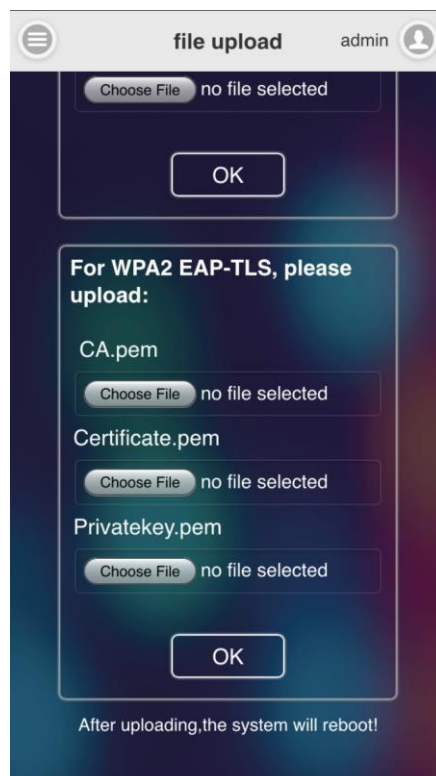 file upload admin
Choose File no file selected
OK
For WPA2 EAP-TLS, please
upload:
CA.pem
Choose File no file selected
Certificate.pem
Choose File no file selected
Privatekey.pem
Choose File no file selected
OK
After uploading,the system will reboot!